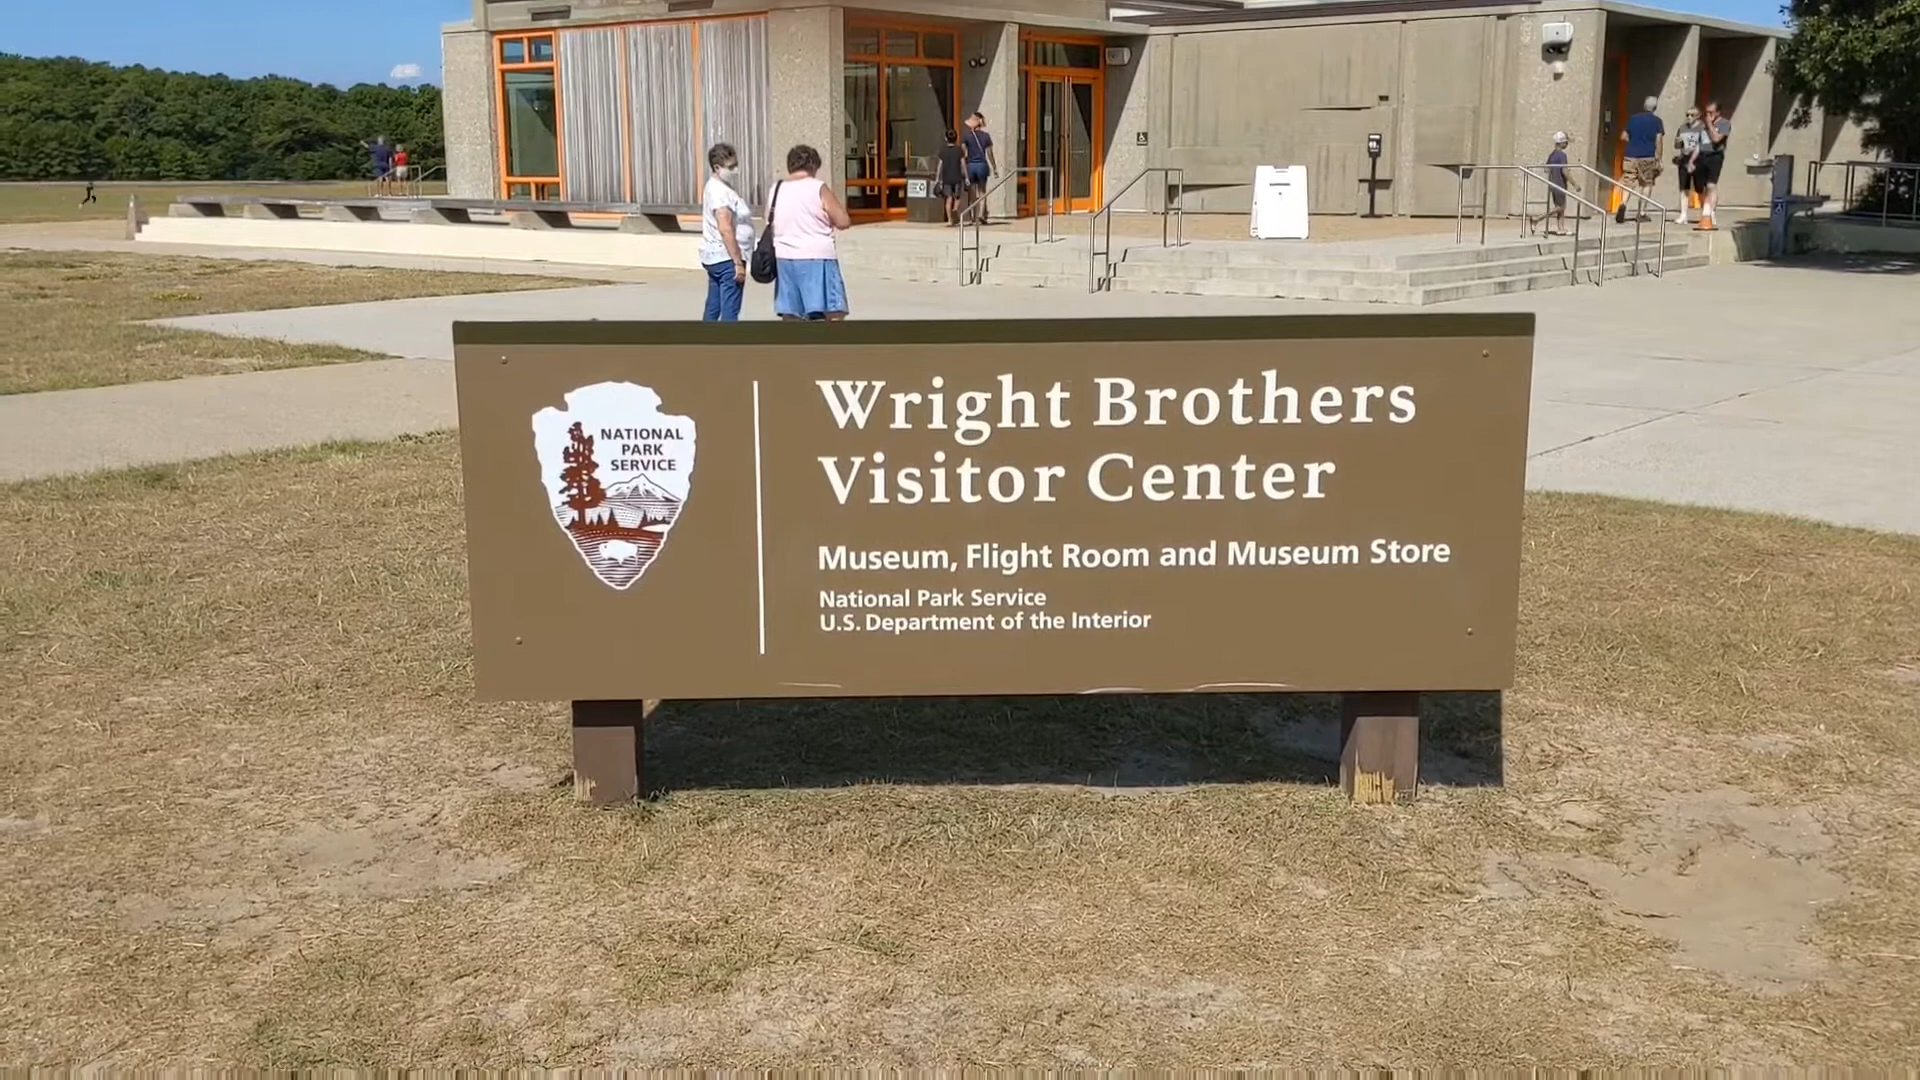 NATIONAL
PARK
SERVICE
Wright Brothers
Visitor Center
Museum, Flight Room and Museum Store
National Park Service
U.S. Department of the Interior